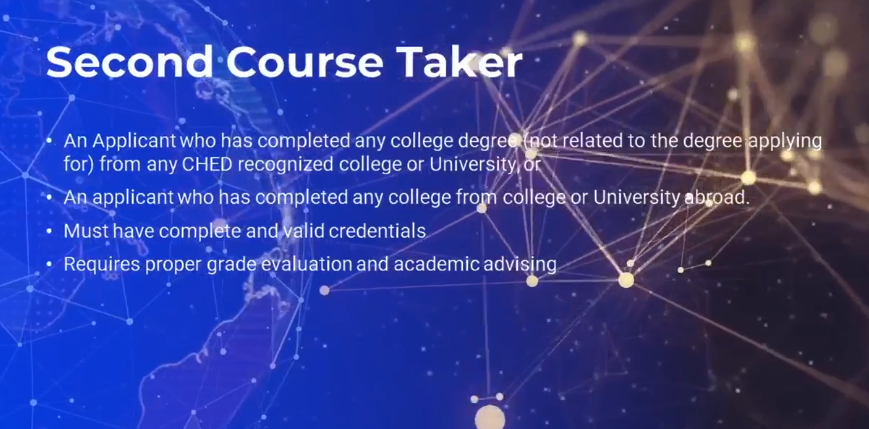 Second Course Taker
• An Applicant who has completed any college degree (not related to the degree applying
for) from any CHED recognized college or University, or
• An applicant who has completed any college from college or University abroad.
• Must have complete and valid credentials
• Requires proper grade evaluation and academic advising